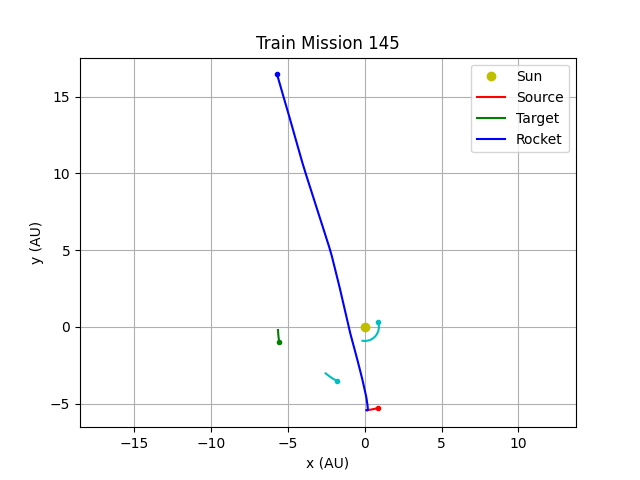 Train Mission 145
Sun
Source
Target
Rocket
15
10
5
0
−5
y (AU)
−15
−10
−5
0
5
10
x (AU)